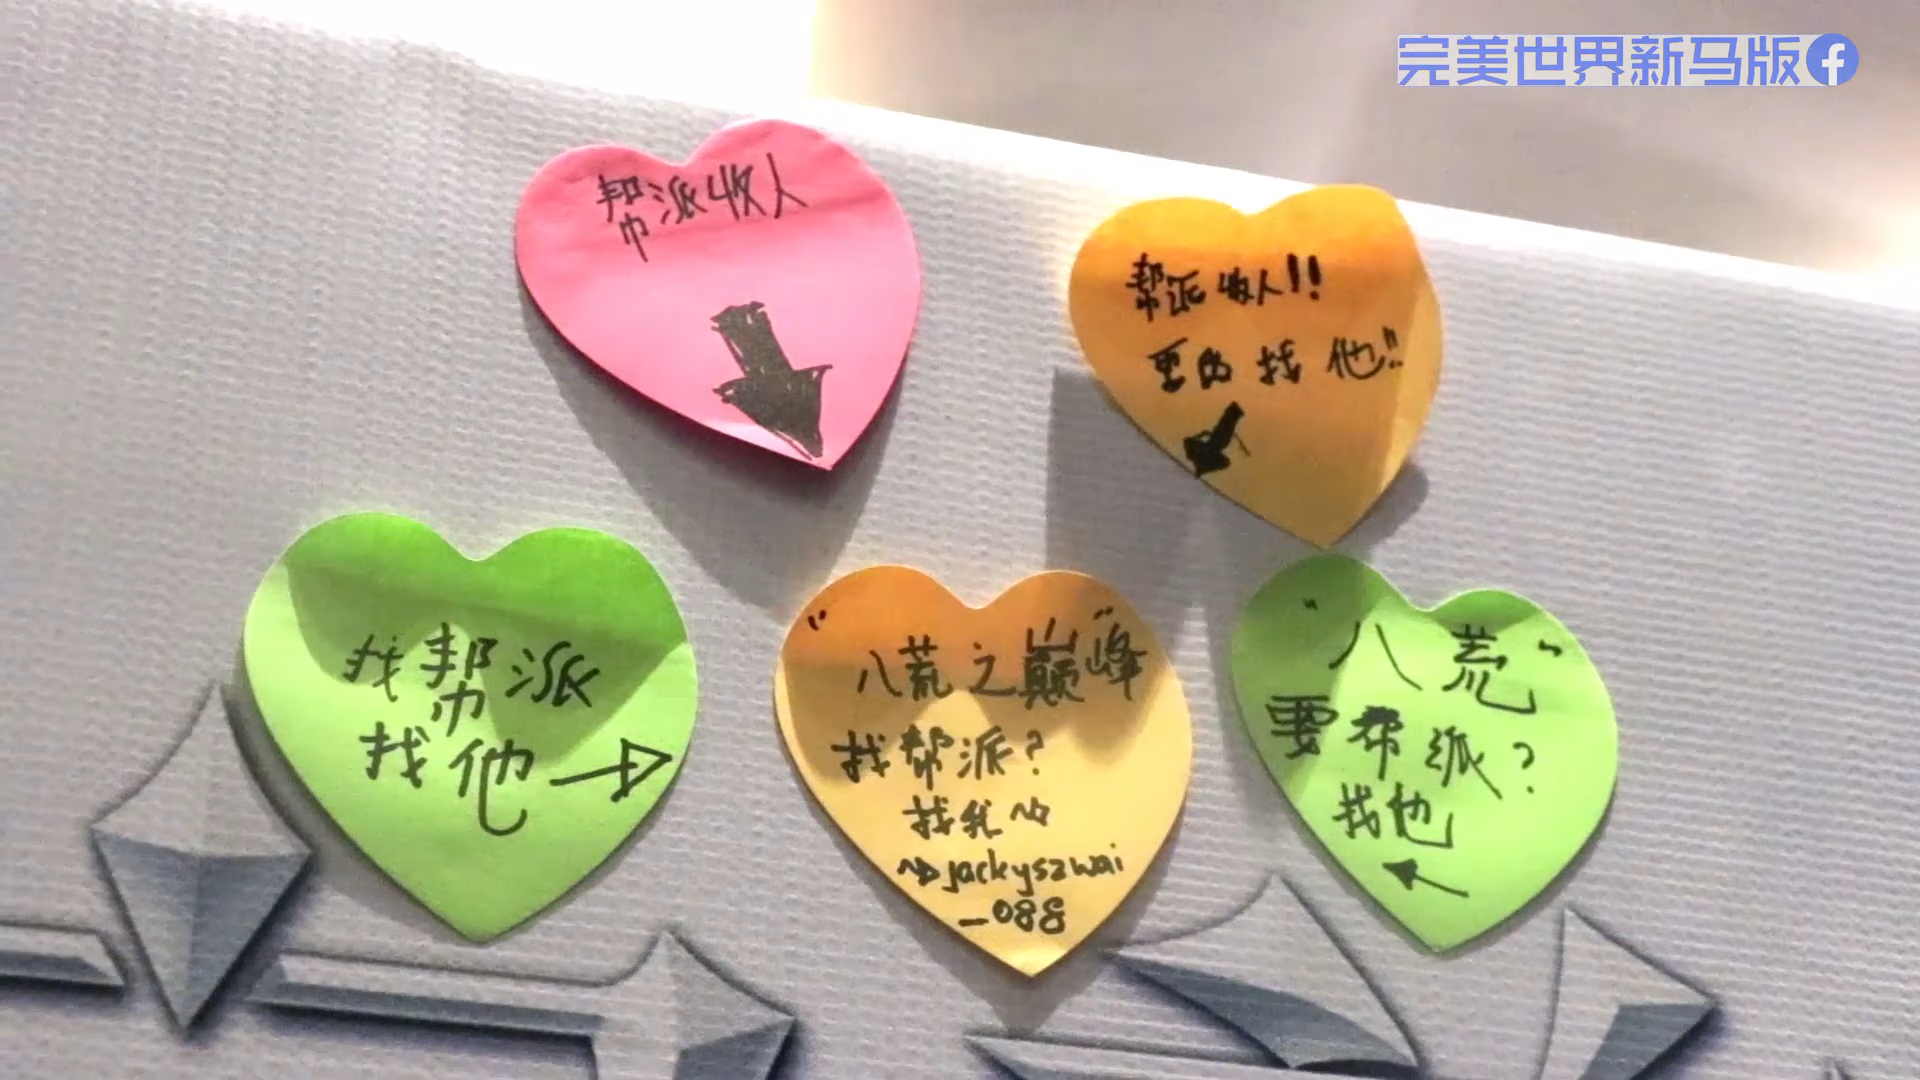 完美世界新马版
帮派收人
帮派收人!!
要的找他!!
找帮派
找他
"八荒之巅峰"
找帮派?
找我
jackyszwai
_088
"八荒"
要帮派?
找他